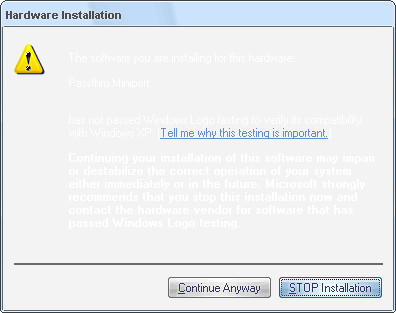 Hardware Installation
The software you are installing for this hardware:
Passthru Miniport
has not passed Windows Logo testing to verify its compatibility
with Windows XP. (Tell me why this testing is important.)
Continuing your installation of this software may impair
or destabilize the correct operation of your system
either immediately or in the future. Microsoft strongly
recommends that you stop this installation now and
contact the hardware vendor for software that has
passed Windows Logo testing.
Continue Anyway
STOP Installation